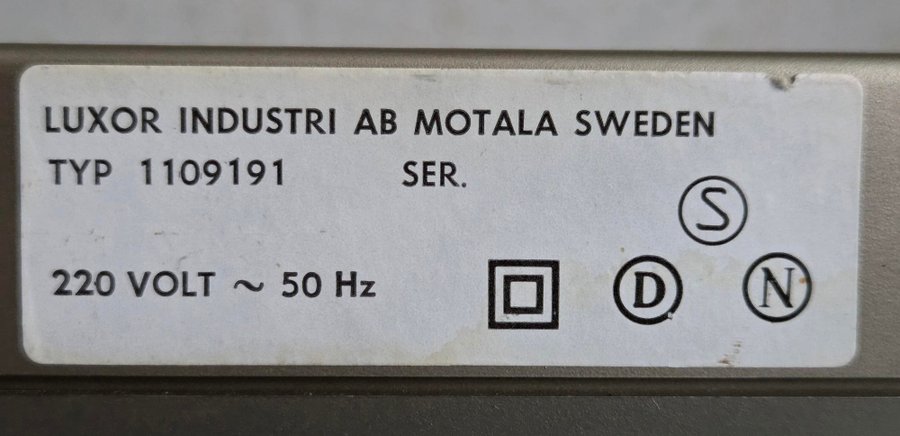 LUXOR INDUSTRI AB MOTALA SWEDEN
TYP 1109191 SER.
S
220 VOLT ~ 50 Hz D N